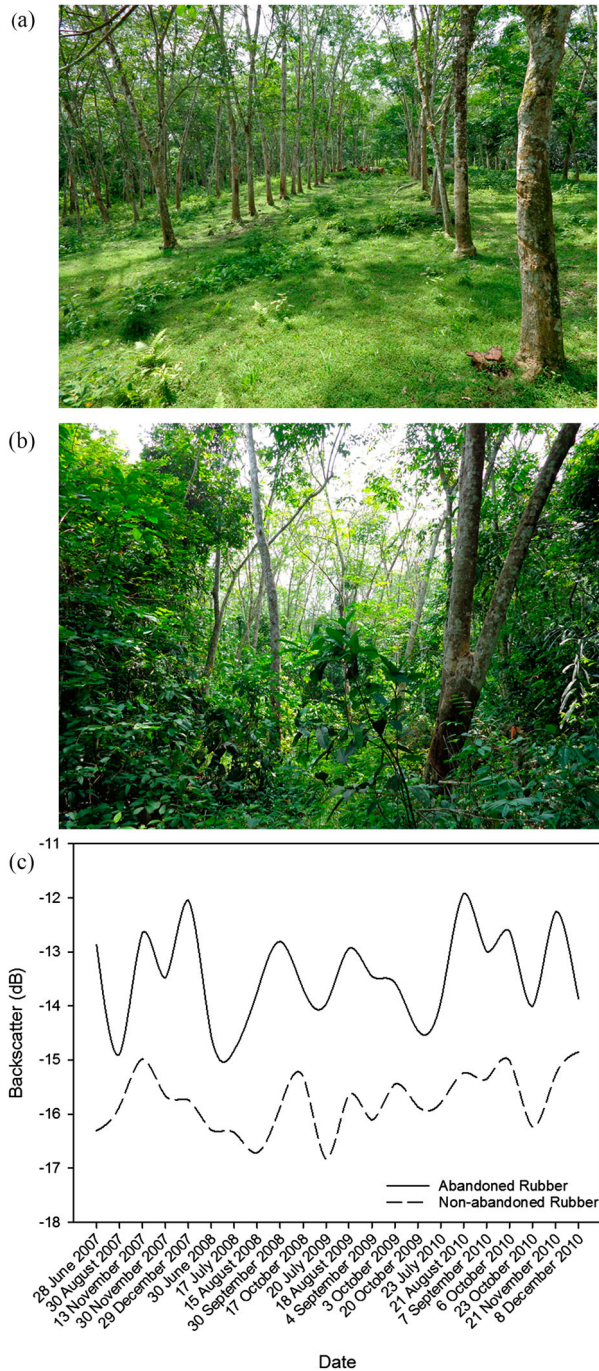 (a)
(b)
(c)
-11
-12
-13
-14
-15
-16
-17
-18
Backscatter (dB)
Abandoned Rubber
Non-abandoned Rubber
28 June 2007
30 August 2007
13 November 2007
30 November 2007
29 December 2007
30 June 2008
17 July 2008
15 August 2008
30 September 2008
17 October 2008
20 July 2009
18 August 2009
4 September 2009
3 October 2009
20 October 2009
23 July 2010
21 August 2010
7 September 2010
6 October 2010
23 October 2010
21 November 2010
8 December 2010
Date